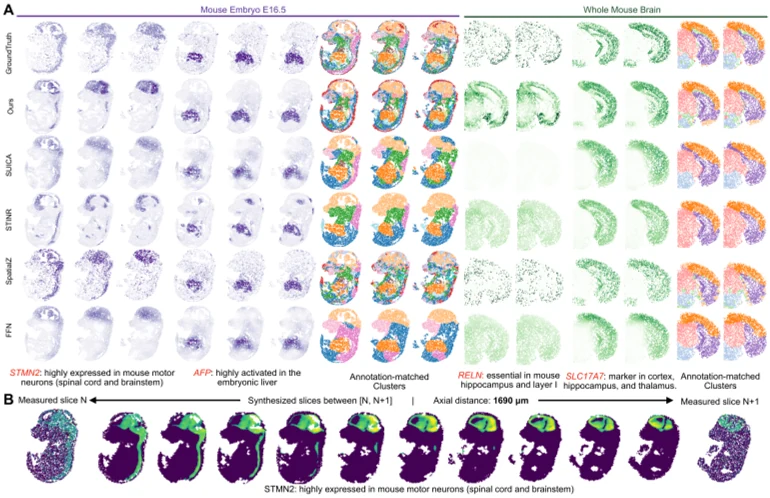 A
Mouse Embryo E16.5
Whole Mouse Brain
GroundTruth
Ours
SUICA
STINR
SpatialZ
FFN
STMN2: highly expressed in mouse motor
neurons (spinal cord and brainstem)
AFP: highly activated in the
embryonic liver
Annotation-matched
Clusters
RELN: essential in mouse
hippocampus and layer I
SLC17A7: marker in cortex,
hippocampus, and thalamus.
Annotation-matched
Clusters
B
Measured slice N
Synthesized slices between [N, N+1] | Axial distance: 1690 μm
Measured slice N+1
STMN2: highly expressed in mouse motor neurons (spinal cord and brainstem)